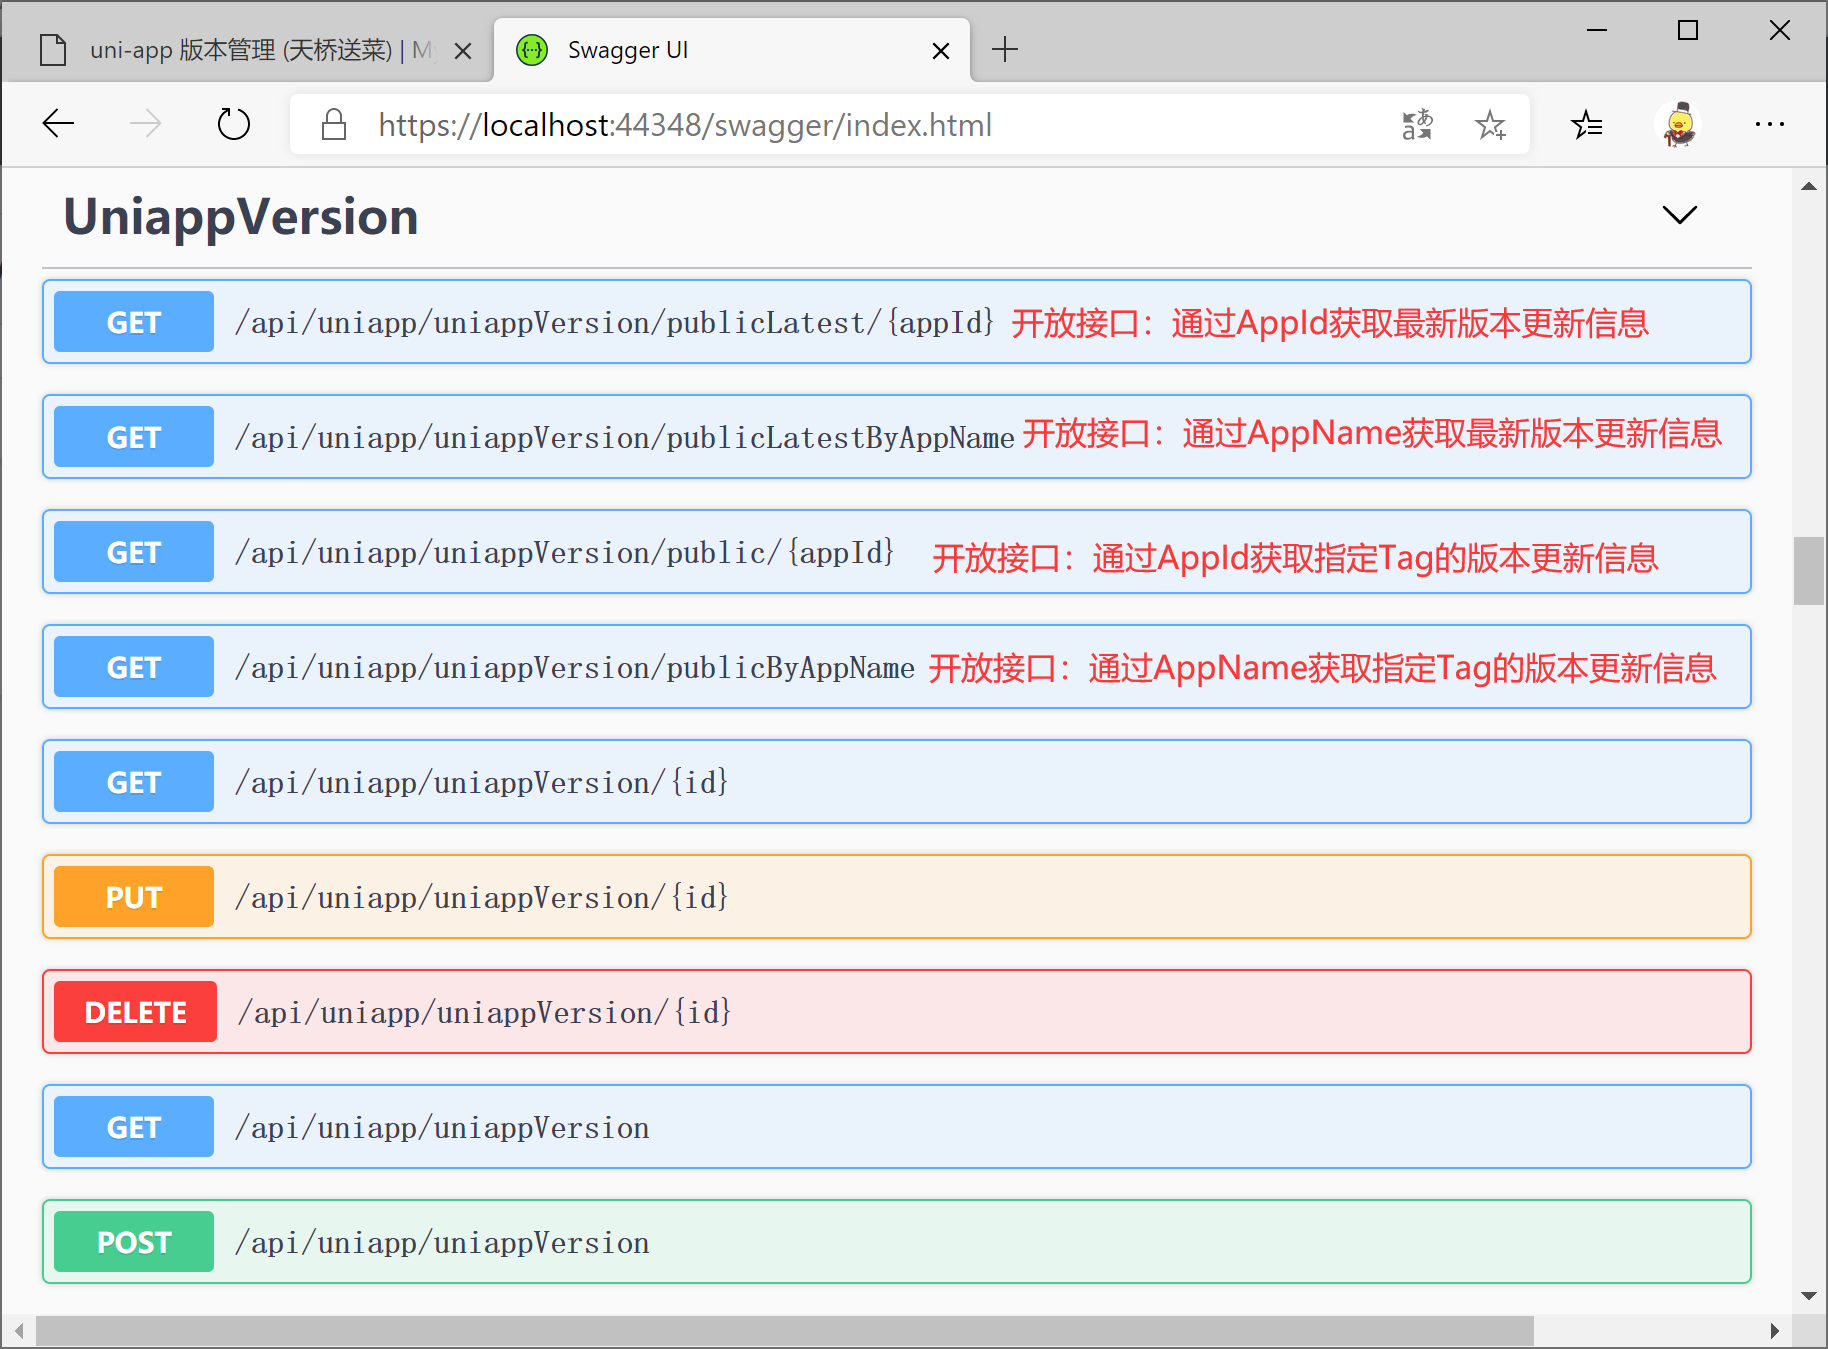 uni-app 版本管理 (天桥送菜) | My
Swagger UI
https://localhost:44348/swagger/index.html
UniappVersion
GET /api/uniapp/uniappVersion/publicLatest/{appId} 开放接口：通过AppId获取最新版本更新信息
GET /api/uniapp/uniappVersion/publicLatestByAppName 开放接口：通过AppName获取最新版本更新信息
GET /api/uniapp/uniappVersion/public/{appId} 开放接口：通过AppId获取指定Tag的版本更新信息
GET /api/uniapp/uniappVersion/publicByAppName 开放接口：通过AppName获取指定Tag的版本更新信息
GET /api/uniapp/uniappVersion/{id}
PUT /api/uniapp/uniappVersion/{id}
DELETE /api/uniapp/uniappVersion/{id}
GET /api/uniapp/uniappVersion
POST /api/uniapp/uniappVersion